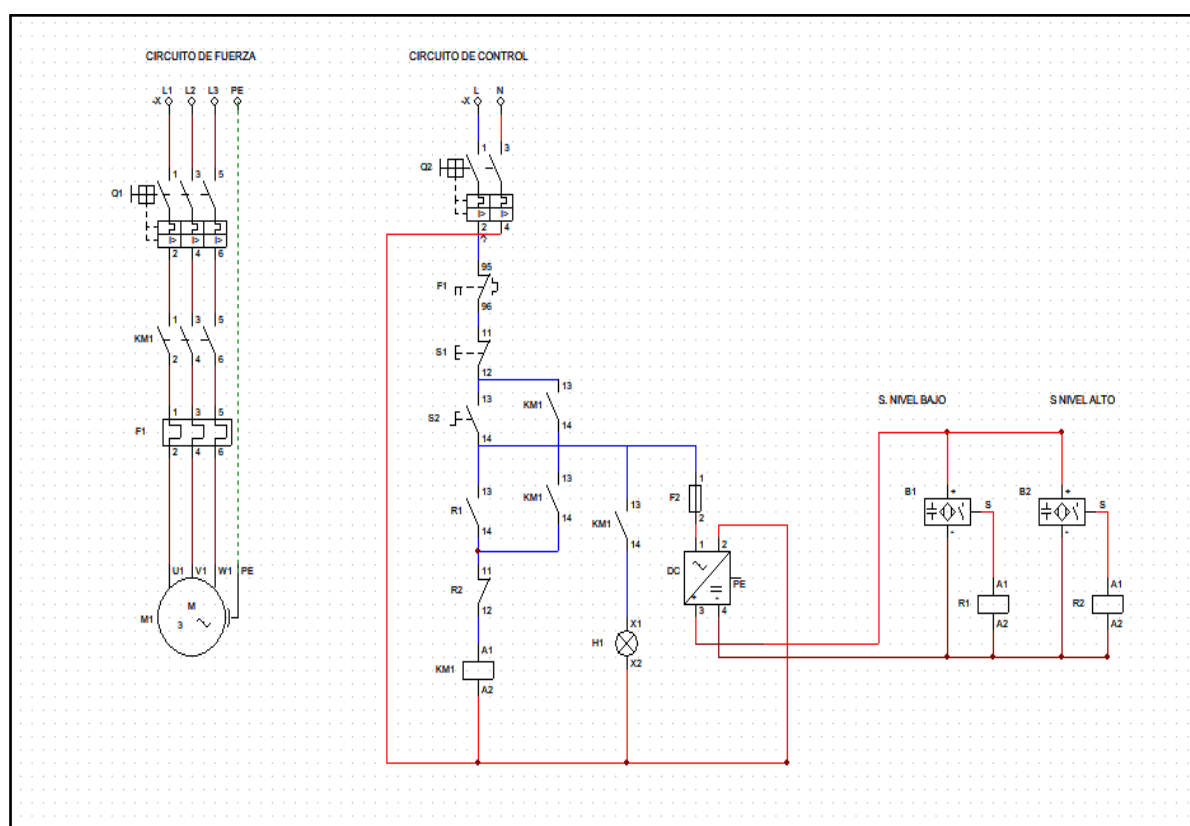 CIRCUITO DE FUERZA CIRCUITO DE CONTROL
L1 L2 L3 PE L N
-X -X
1 3
Q2
1 3 5
Q1
I> I>
2 4
I> I> I>
2 4 6
95
F1
96
1 3 5
11
KM1
S1
2 4 6
12
13 13
S. NIVEL BAJO S NIVEL ALTO
KM1
1 3 5
S2
14
F1
14
2 4 6
1
13 13
F2
B1 + B2 +
KM1 13
R1
S S
2
14 14
KM1
- -
14
1 2
U1 V1 W1 PE
11
DC
PE
R2
A1 A1
+ -
M
R1 R2
12
3 4
M1
3
A2 A2
X1
H1
A1
X2
KM1
A2